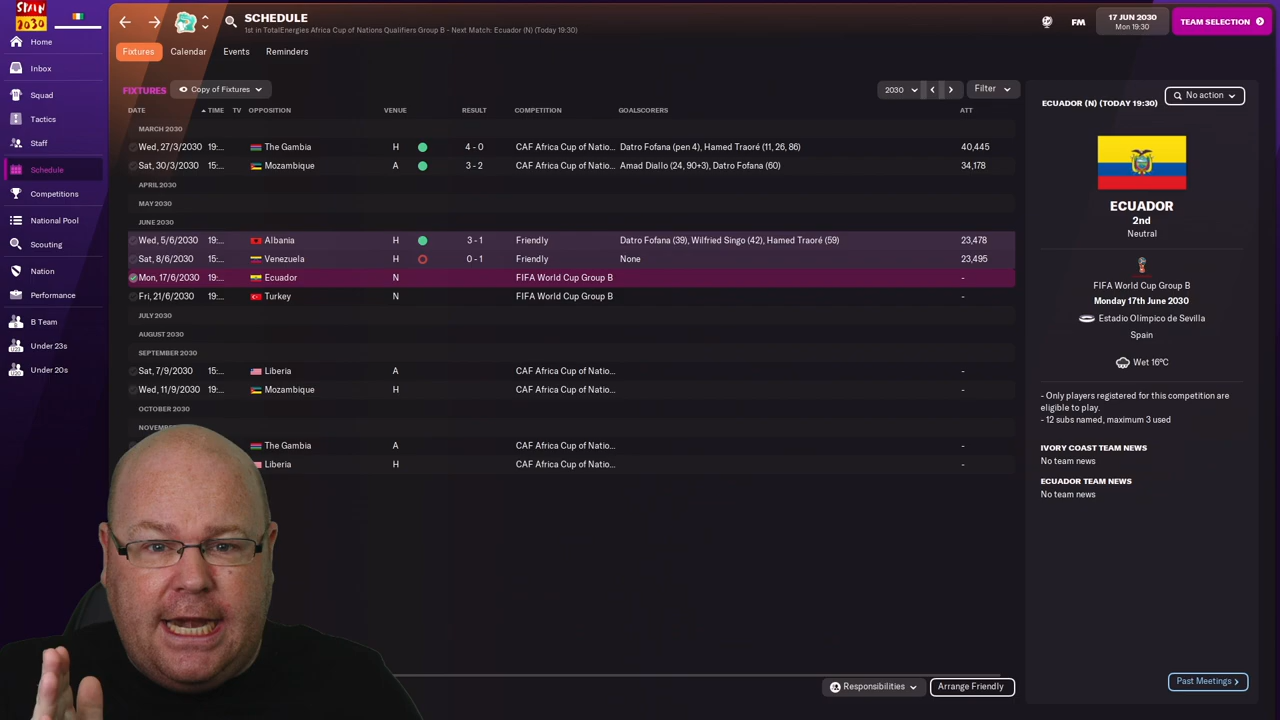 SPAIN
2030
SCHEDULE
1st in TotalEnergies Africa Cup of Nations Qualifiers Group B - Next Match: Ecuador (N) (Today 19:30)
FM
17 JUN 2030
Mon 19:30
TEAM SELECTION
Home
Inbox
Squad
Tactics
Staff
Schedule
Competitions
National Pool
Scouting
Nation
Performance
B Team
Under 23s
Under 20s
Fixtures Calendar Events Reminders
FIXTURES Copy of Fixtures 2030 Filter
DATE TIME TV OPPOSITION VENUE RESULT COMPETITION GOALSCORERS ATT
MARCH 2030
Wed, 27/3/2030 19:... The Gambia H 4 - 0 CAF Africa Cup of Natio... Datro Fofana (pen 4), Hamed Traoré (11, 26, 86) 40,445
Sat, 30/3/2030 15:... Mozambique A 3 - 2 CAF Africa Cup of Natio... Amad Diallo (24, 90+3), Datro Fofana (60) 34,178
APRIL 2030
MAY 2030
JUNE 2030
Wed, 5/6/2030 19:... Albania H 3 - 1 Friendly Datro Fofana (39), Wilfried Singo (42), Hamed Traoré (59) 23,478
Sat, 8/6/2030 15:... Venezuela H 0 - 1 Friendly None 23,495
Mon, 17/6/2030 19:... Ecuador N FIFA World Cup Group B -
Fri, 21/6/2030 19:... Turkey N FIFA World Cup Group B -
JULY 2030
AUGUST 2030
SEPTEMBER 2030
Sat, 7/9/2030 15:... Liberia A CAF Africa Cup of Natio... -
Wed, 11/9/2030 19:... Mozambique H CAF Africa Cup of Natio... -
OCTOBER 2030
The Gambia A CAF Africa Cup of Natio... -
Liberia H CAF Africa Cup of Natio... -
Responsibilities
Arrange Friendly
ECUADOR (N) (TODAY 19:30) No action
ECUADOR
2nd
Neutral
FIFA World Cup Group B
Monday 17th June 2030
Estadio Olímpico de Sevilla
Spain
Wet 16°C
- Only players registered for this competition are
eligible to play.
- 12 subs named, maximum 3 used
IVORY COAST TEAM NEWS
No team news
ECUADOR TEAM NEWS
No team news
Past Meetings >